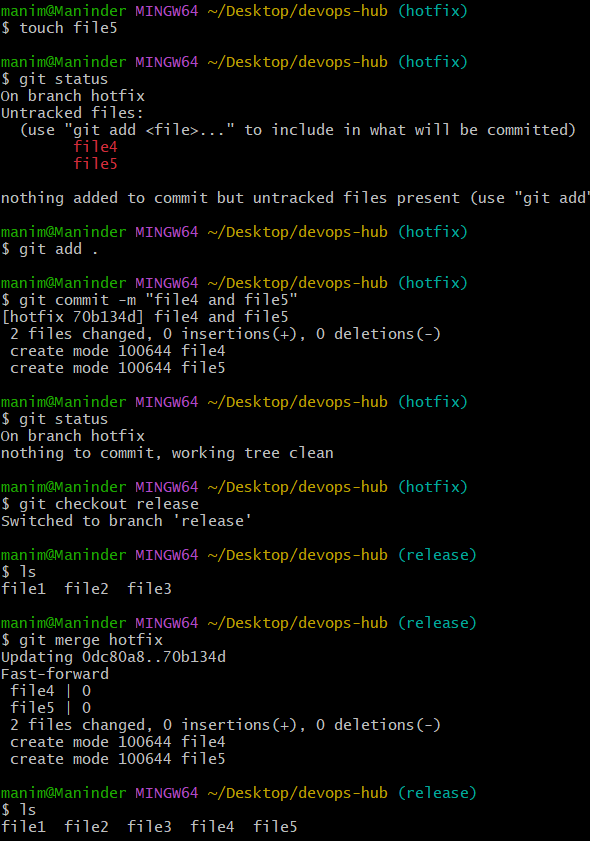 manim@Maninder MINGW64 ~/Desktop/devops-hub (hotfix)
$ touch file5
manim@Maninder MINGW64 ~/Desktop/devops-hub (hotfix)
$ git status
On branch hotfix
Untracked files:
  (use "git add <file>..." to include in what will be committed)
        file4
        file5
nothing added to commit but untracked files present (use "git add"
manim@Maninder MINGW64 ~/Desktop/devops-hub (hotfix)
$ git add .
manim@Maninder MINGW64 ~/Desktop/devops-hub (hotfix)
$ git commit -m "file4 and file5"
[hotfix 70b134d] file4 and file5
 2 files changed, 0 insertions(+), 0 deletions(-)
 create mode 100644 file4
 create mode 100644 file5
manim@Maninder MINGW64 ~/Desktop/devops-hub (hotfix)
$ git status
On branch hotfix
nothing to commit, working tree clean
manim@Maninder MINGW64 ~/Desktop/devops-hub (hotfix)
$ git checkout release
Switched to branch 'release'
manim@Maninder MINGW64 ~/Desktop/devops-hub (release)
$ ls
file1  file2  file3
manim@Maninder MINGW64 ~/Desktop/devops-hub (release)
$ git merge hotfix
Updating 0dc80a8..70b134d
Fast-forward
 file4 | 0
 file5 | 0
 2 files changed, 0 insertions(+), 0 deletions(-)
 create mode 100644 file4
 create mode 100644 file5
manim@Maninder MINGW64 ~/Desktop/devops-hub (release)
$ ls
file1  file2  file3  file4  file5